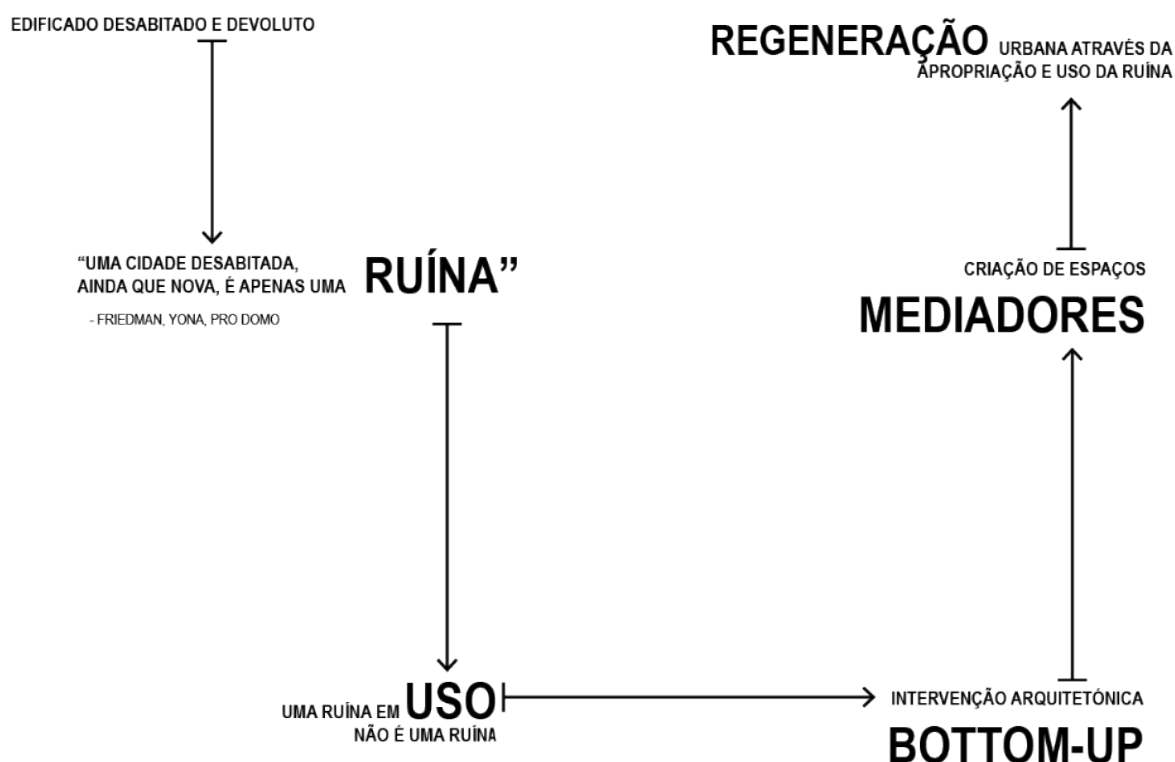 EDIFICADO DESABITADO E DEVOLUTO
“UMA CIDADE DESABITADA,
AINDA QUE NOVA, É APENAS UMA RUÍNA”
- FRIEDMAN, YONA, PRO DOMO
UMA RUÍNA EM USO
NÃO É UMA RUÍNA
INTERVENÇÃO ARQUITETÓNICA
BOTTOM-UP
CRIAÇÃO DE ESPAÇOS
MEDIADORES
REGENERAÇÃO URBANA ATRAVÉS DA
APROPRIAÇÃO E USO DA RUÍNA